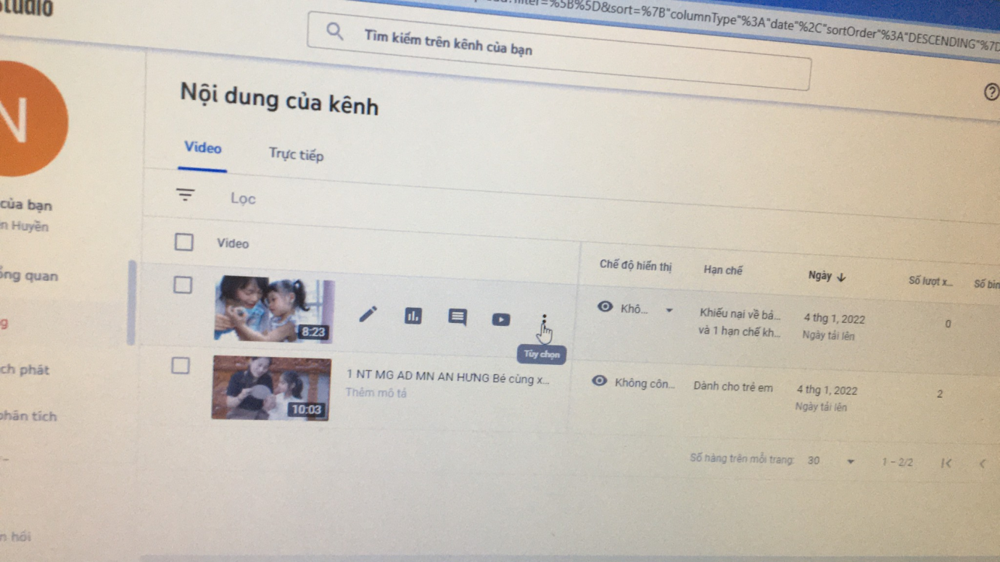 studio
=%5B%5D&sort=%7B"columnType"%3A"date"%2C"sortOrder"%3A"DESCENDING"%7D
Tìm kiếm trên kênh của bạn
N
Nội dung của kênh
Video
Trực tiếp
của bạn
Huyền
Lọc
Video
Chế độ hiển thị
Hạn chế
Ngày
Số lượt x...
Số bìn
quan
8:23
Khô...
Khiếu nại về bả...
và 1 hạn chế kh...
4 thg 1, 2022
Ngày tải lên
0
Tùy chọn
phát
10:03
1 NT MG AD MN AN HƯNG Bé cùng x...
Thêm mô tả
Không côn...
Dành cho trẻ em
4 thg 1, 2022
Ngày tải lên
2
phân tích
Số hàng trên mỗi trang:
30
1 – 2/2
hồi